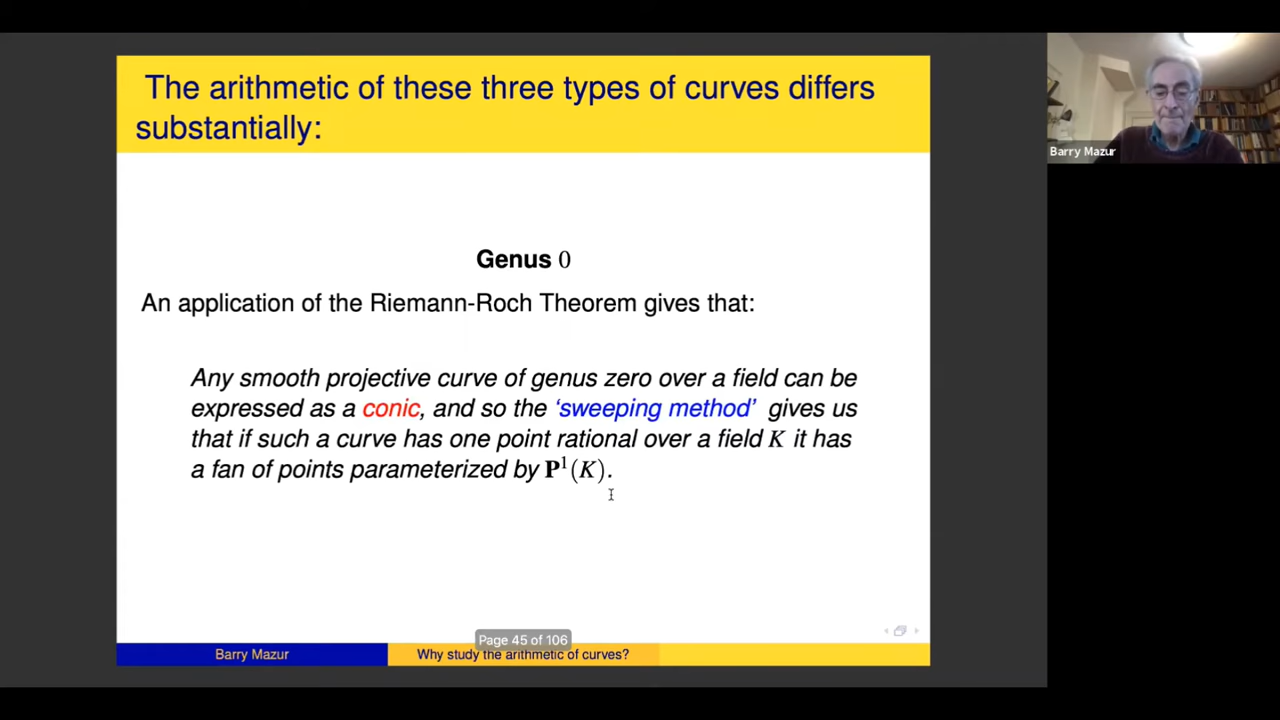 The arithmetic of these three types of curves differs
substantially:
Barry Mazur
Genus 0
An application of the Riemann-Roch Theorem gives that:
Any smooth projective curve of genus zero over a field can be
expressed as a conic, and so the ‘sweeping method’ gives us
that if such a curve has one point rational over a field K it has
a fan of points parameterized by P¹(K).
Page 45 of 106
Barry Mazur
Why study the arithmetic of curves?